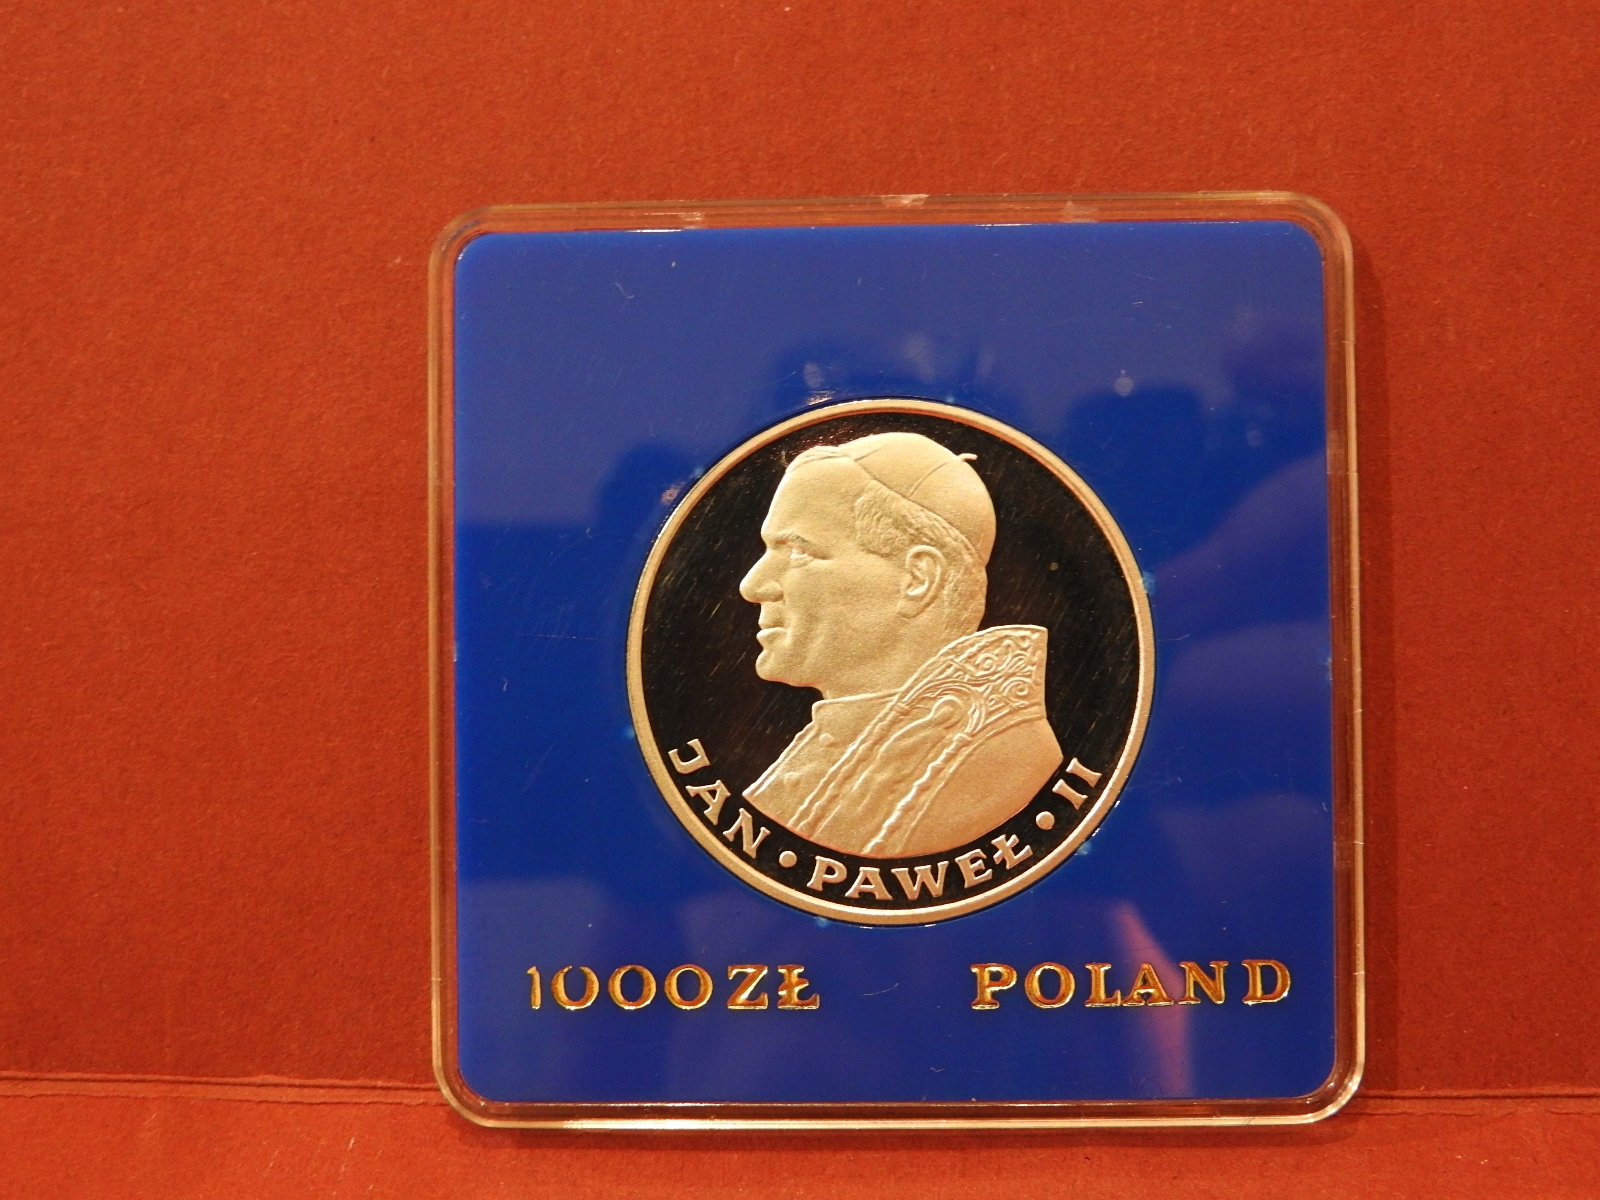 JAN • PAWEŁ • II
1000ZŁ POLAND